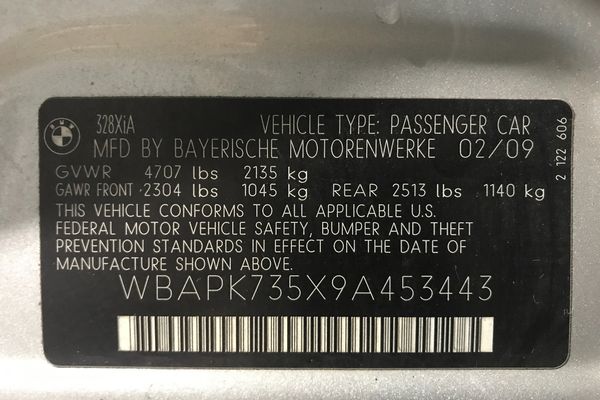 BMW
328XiA VEHICLE TYPE: PASSENGER CAR
MFD BY BAYERISCHE MOTORENWERKE 02/09
GVWR 4707 lbs 2135 kg
GAWR FRONT 2304 lbs 1045 kg REAR 2513 lbs 1140 kg
THIS VEHICLE CONFORMS TO ALL APPLICABLE U.S.
FEDERAL MOTOR VEHICLE SAFETY, BUMPER AND THEFT
PREVENTION STANDARDS IN EFFECT ON THE DATE OF
MANUFACTURE SHOWN ABOVE.
WBAPK735X9A453443
2 122 606